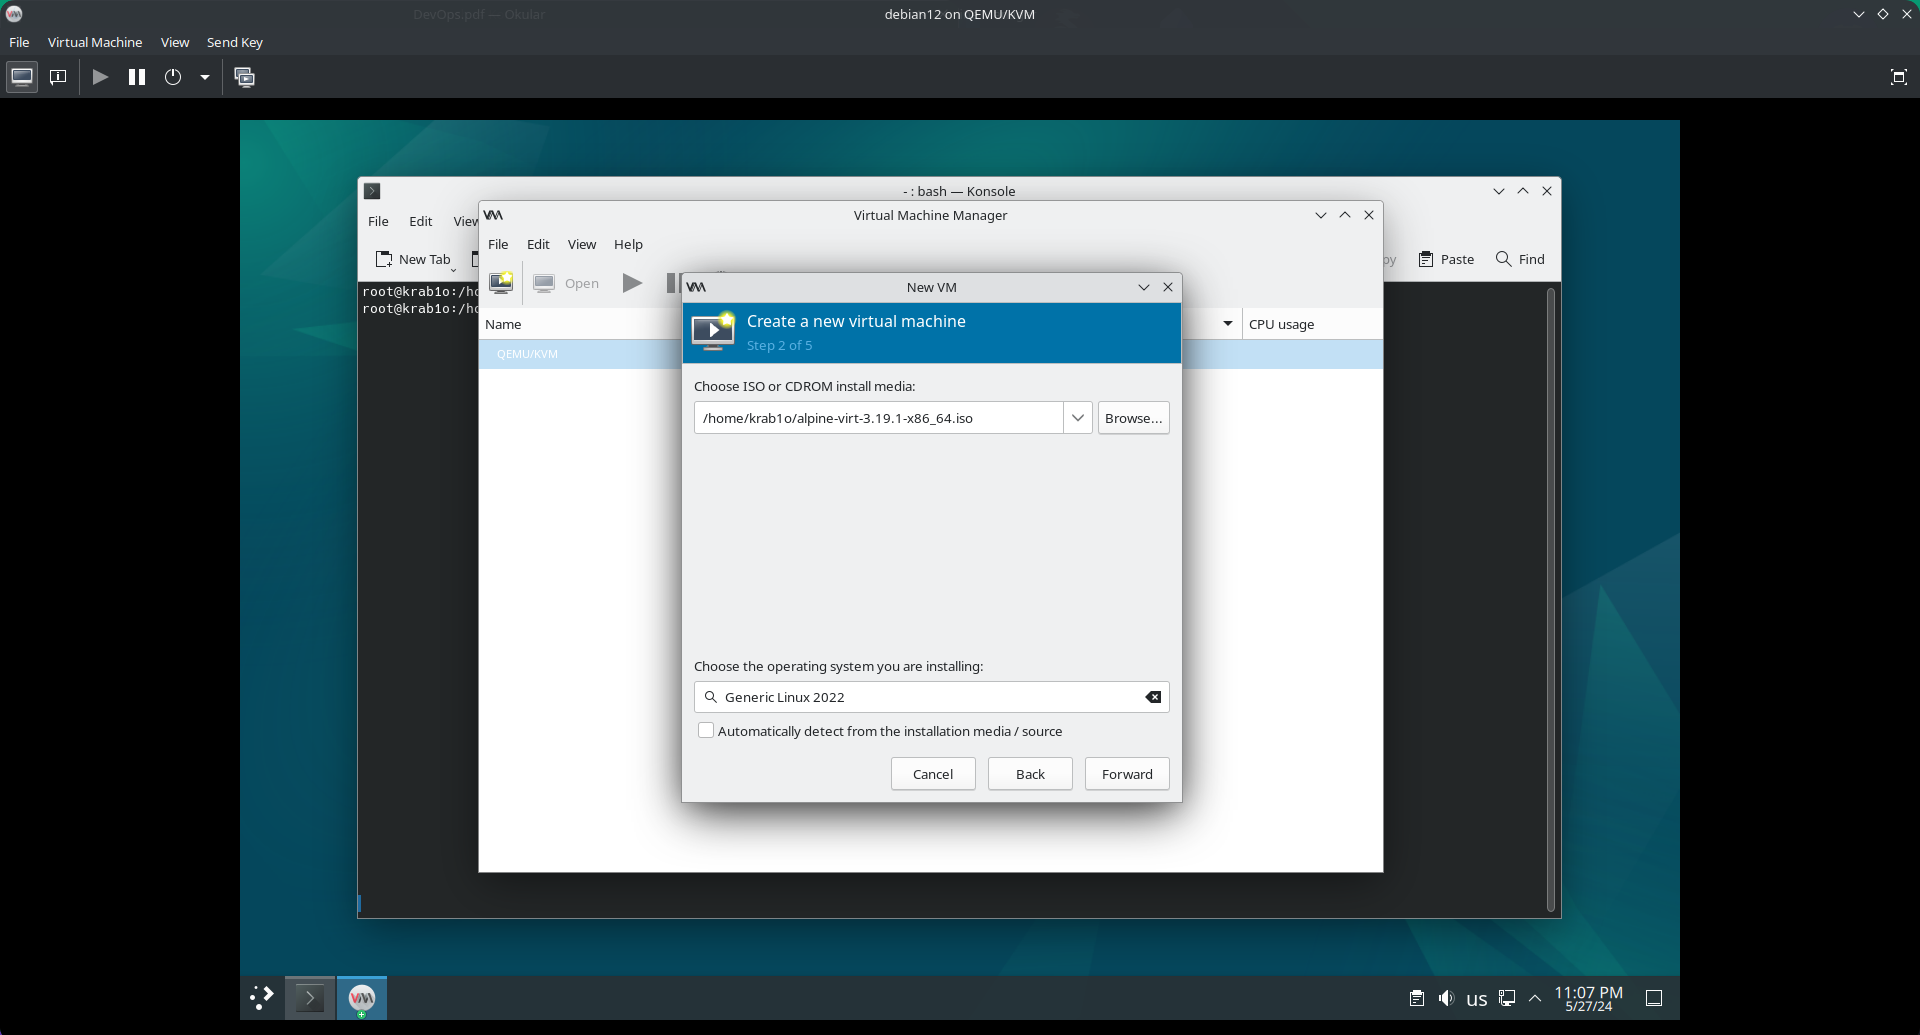 DevOps.pdf — Okular
debian12 on QEMU/KVM
File Virtual Machine View Send Key
- : bash — Konsole
File Edit View
New Tab
Paste Find
root@krab1o:/ho
root@krab1o:/ho
Virtual Machine Manager
File Edit View Help
Open
Name CPU usage
QEMU/KVM
New VM
Create a new virtual machine
Step 2 of 5
Choose ISO or CDROM install media:
/home/krab1o/alpine-virt-3.19.1-x86_64.iso Browse...
Choose the operating system you are installing:
Generic Linux 2022
Automatically detect from the installation media / source
Cancel Back Forward
us 11:07 PM
5/27/24